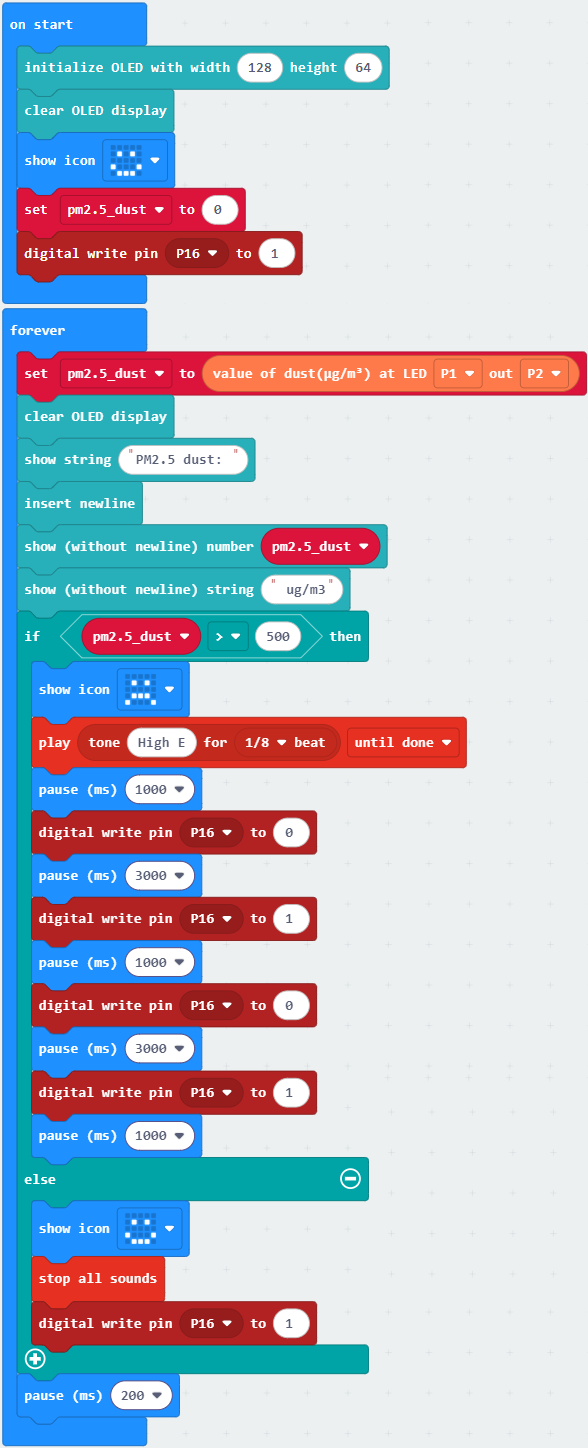 on start
initialize OLED with width 128 height 64
clear OLED display
show icon
set pm2.5_dust to 0
digital write pin P16 to 1
forever
set pm2.5_dust to value of dust(μg/m³) at LED P1 out P2
clear OLED display
show string "PM2.5 dust: "
insert newline
show (without newline) number pm2.5_dust
show (without newline) string " ug/m3"
if pm2.5_dust > 500 then
show icon
play tone High E for 1/8 beat until done
pause (ms) 1000
digital write pin P16 to 0
pause (ms) 3000
digital write pin P16 to 1
pause (ms) 1000
digital write pin P16 to 0
pause (ms) 3000
digital write pin P16 to 1
pause (ms) 1000
else
show icon
stop all sounds
digital write pin P16 to 1
pause (ms) 200